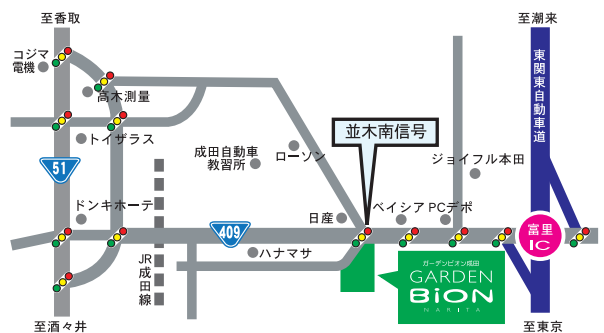 至香取
至潮来
コジマ
電機
東関東自動車道
高木測量
トイザラス
並木南信号
51
成田自動車
教習所
ローソン
ジョイフル本田
ドンキホーテ
409
日産
ベイシア
PCデポ
富里
IC
JR成田線
ハナマサ
ガーデンビオン成田
GARDEN
BiON
NARITA
至酒々井
至東京